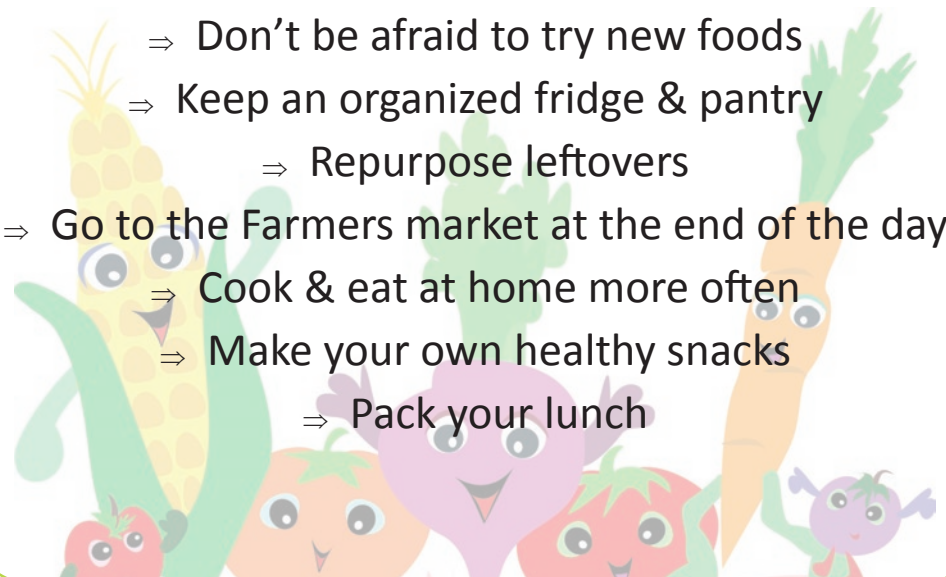 ⇒ Don’t be afraid to try new foods
⇒ Keep an organized fridge & pantry
⇒ Repurpose leftovers
⇒ Go to the Farmers market at the end of the day
⇒ Cook & eat at home more often
⇒ Make your own healthy snacks
⇒ Pack your lunch